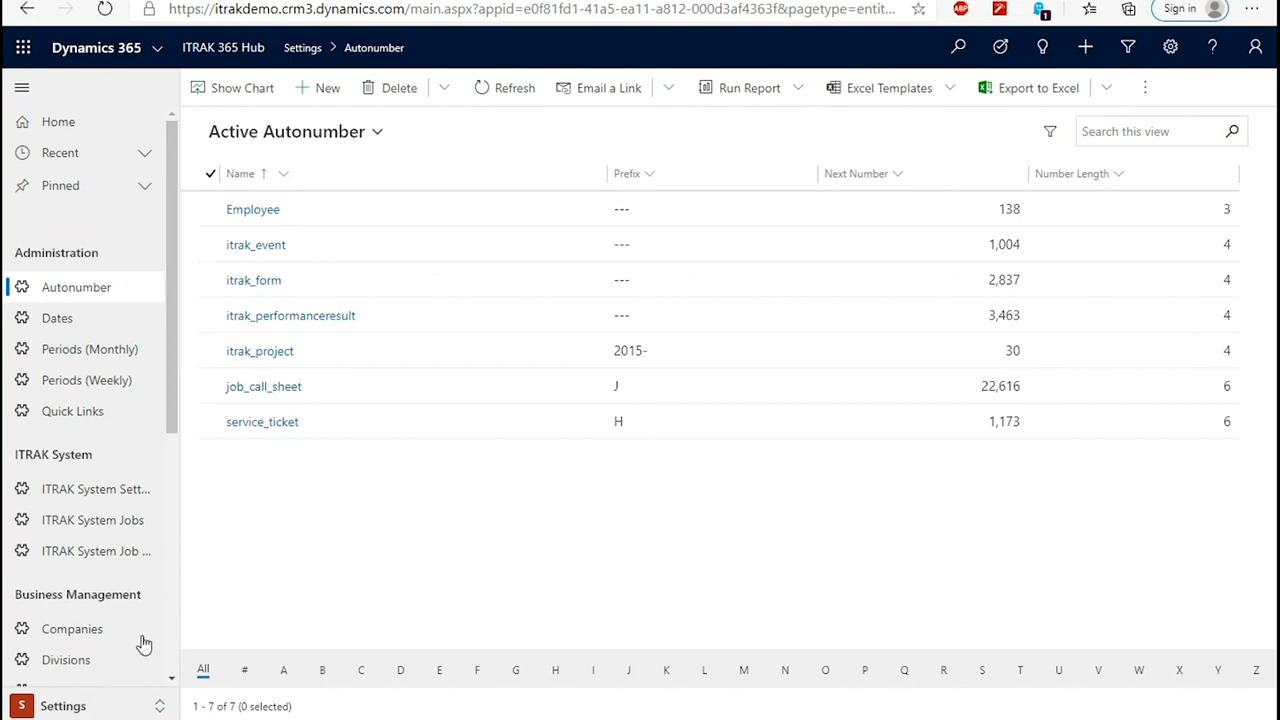 https://itrakdemo.crm3.dynamics.com/main.aspx?appid=e0f81fd1-41a5-ea11-a812-000d3af4363f&pagetype=entit...
ABP
1
Sign in
Dynamics 365
ITRAK 365 Hub
Settings > Autonumber
Show Chart
New
Delete
Refresh
Email a Link
Run Report
Excel Templates
Export to Excel
Home
Recent
Pinned
Administration
Autonumber
Dates
Periods (Monthly)
Periods (Weekly)
Quick Links
ITRAK System
ITRAK System Sett...
ITRAK System Jobs
ITRAK System Job ...
Business Management
Companies
Divisions
S Settings
Active Autonumber
Search this view
Name Prefix Next Number Number Length
Employee --- 138 3
itrak_event --- 1,004 4
itrak_form --- 2,837 4
itrak_performanceresult --- 3,463 4
itrak_project 2015- 30 4
job_call_sheet J 22,616 6
service_ticket H 1,173 6
All # A B C D E F G H I J K L M N O P Q R S T U V W X Y Z
1 - 7 of 7 (0 selected)